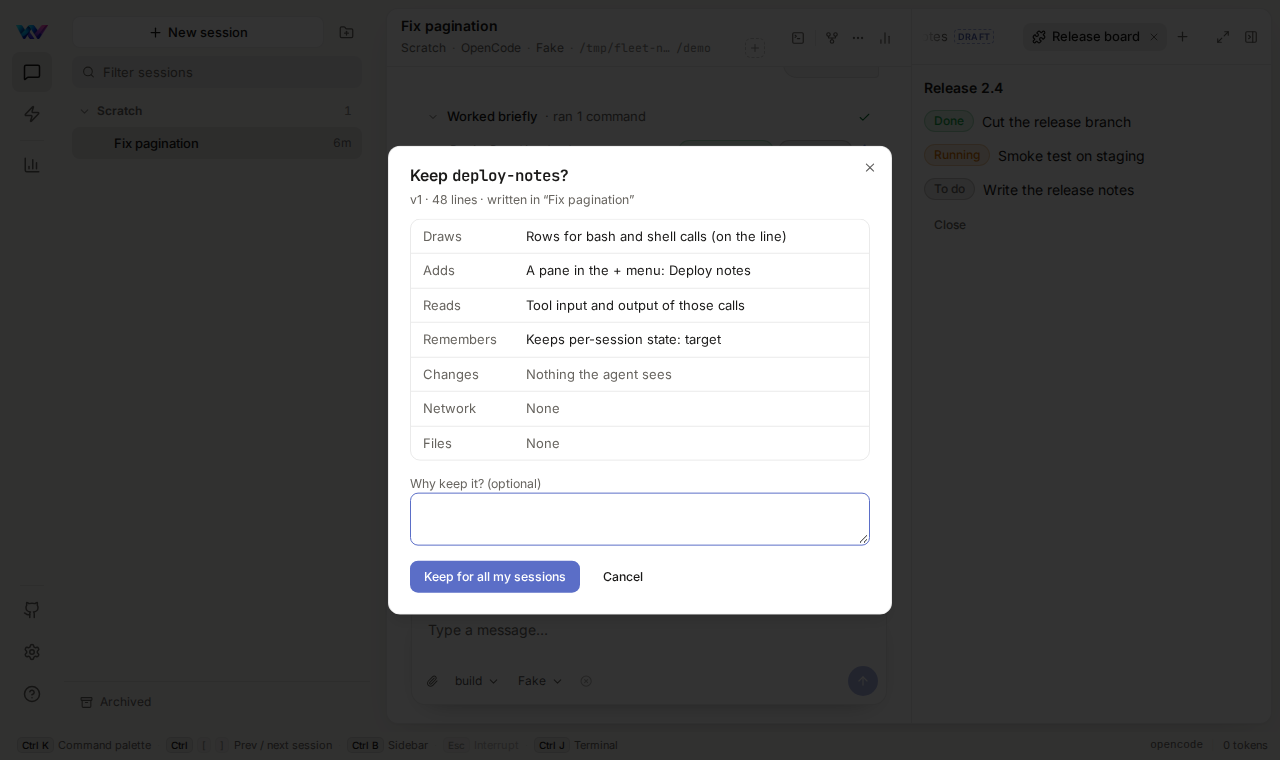 New session
Filter sessions
Scratch 1
Fix pagination 6m
Archived
Fix pagination
Scratch · OpenCode · Fake · /tmp/fleet-n… /demo
Worked briefly · ran 1 command
DRAFT
Release board
Release 2.4
Done Cut the release branch
Running Smoke test on staging
To do Write the release notes
Close
Keep deploy-notes?
v1 · 48 lines · written in “Fix pagination”
Draws Rows for bash and shell calls (on the line)
Adds A pane in the + menu: Deploy notes
Reads Tool input and output of those calls
Remembers Keeps per-session state: target
Changes Nothing the agent sees
Network None
Files None
Why keep it? (optional)
Keep for all my sessions
Cancel
Type a message...
build Fake
Ctrl K Command palette Ctrl [ ] Prev / next session Ctrl B Sidebar Esc Interrupt Ctrl J Terminal opencode 0 tokens